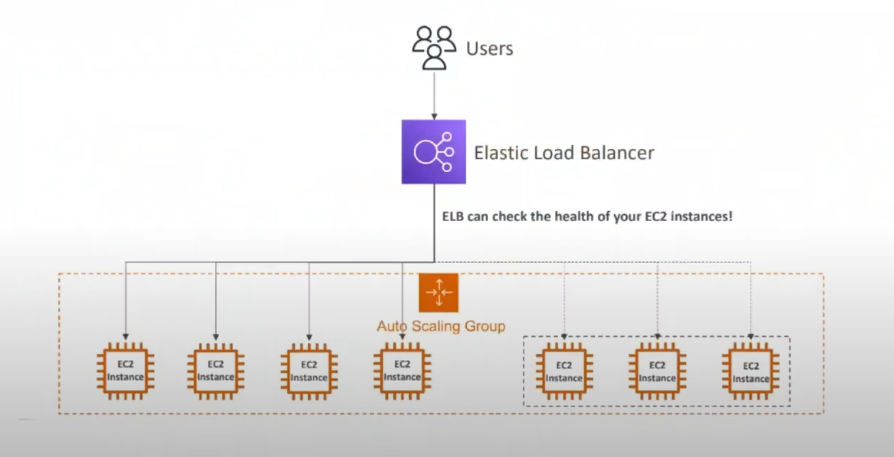 Users
Elastic Load Balancer
ELB can check the health of your EC2 instances!
Auto Scaling Group
EC2
Instance
EC2
Instance
EC2
Instance
EC2
Instance
EC2
Instance
EC2
Instance
EC2
Instance